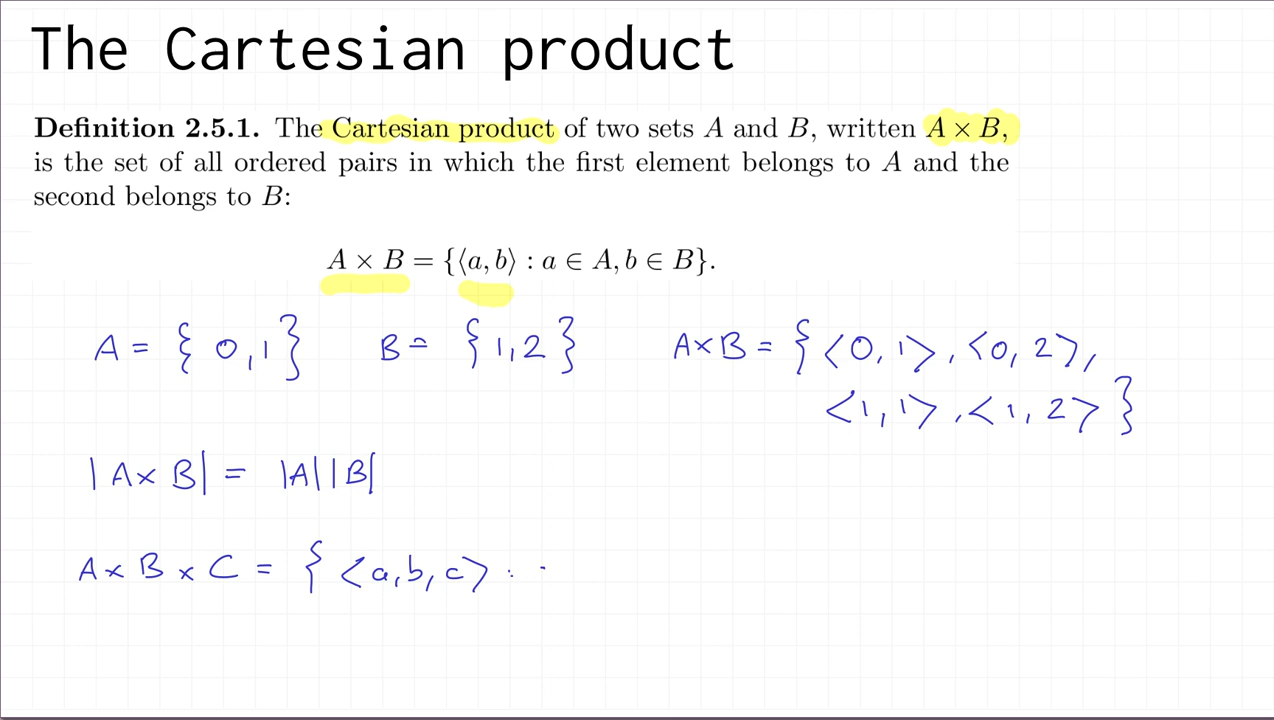 The Cartesian product
Definition 2.5.1. The Cartesian product of two sets A and B, written A × B,
is the set of all ordered pairs in which the first element belongs to A and the
second belongs to B:
A × B = {⟨a, b⟩ : a ∈ A, b ∈ B}.
A = { 0, 1 } B = { 1, 2 } A × B = { <0, 1>, <0, 2>,
<1, 1>, <1, 2> }
|A × B| = |A| |B|
A × B × C = { <a, b, c> : -